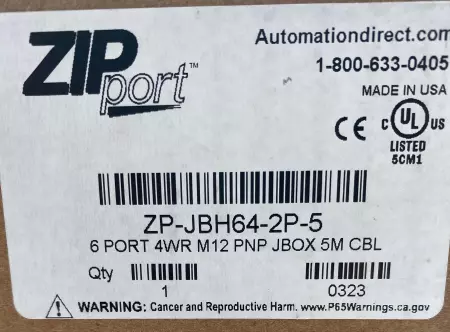 ZIPport™
Automationdirect.com
1-800-633-0405
MADE IN USA
CE c UL US
LISTED
5CM1
ZP-JBH64-2P-5
6 PORT 4WR M12 PNP JBOX 5M CBL
Qty 1 0323
WARNING: Cancer and Reproductive Harm. www.P65Warnings.ca.gov